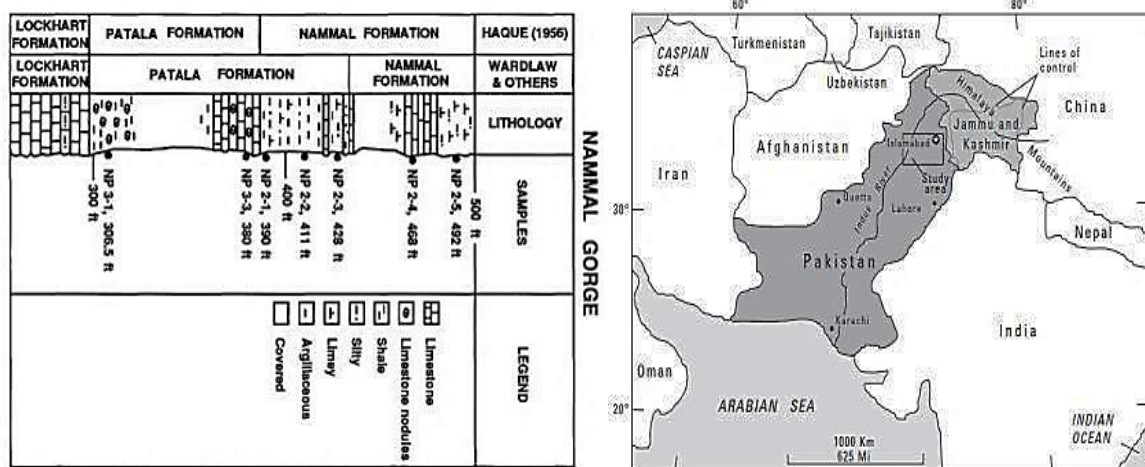 LOCKHART
FORMATION
PATALA FORMATION
NAMMAL FORMATION
HAQUE (1956)
LOCKHART
FORMATION
PATALA FORMATION
NAMMAL
FORMATION
WARDLAW
& OTHERS
LITHOLOGY
300 ft
NP 3-1, 306.5 ft
NP 3-3, 380 ft
NP 2-1, 390 ft
400 ft
NP 2-2, 411 ft
NP 2-3, 428 ft
NP 2-4, 468 ft
NP 2-5, 492 ft
500 ft
SAMPLES
Covered
Argillaceous
Limey
Silty
Shale
Limestone nodules
Limestone
LEGEND
NAMMAL GORGE
60°
80°
CASPIAN
SEA
Turkmenistan
Tajikistan
Uzbekistan
Lines of
control
Himalaya
China
Jammu and
Kashmir
Islamabad
Afghanistan
Iran
Study
area
Mountains
Indus River
Quetta
Lahore
30°
Nepal
Pakistan
Karachi
India
Oman
20°
ARABIAN SEA
INDIAN
OCEAN
1000 Km
625 Mi